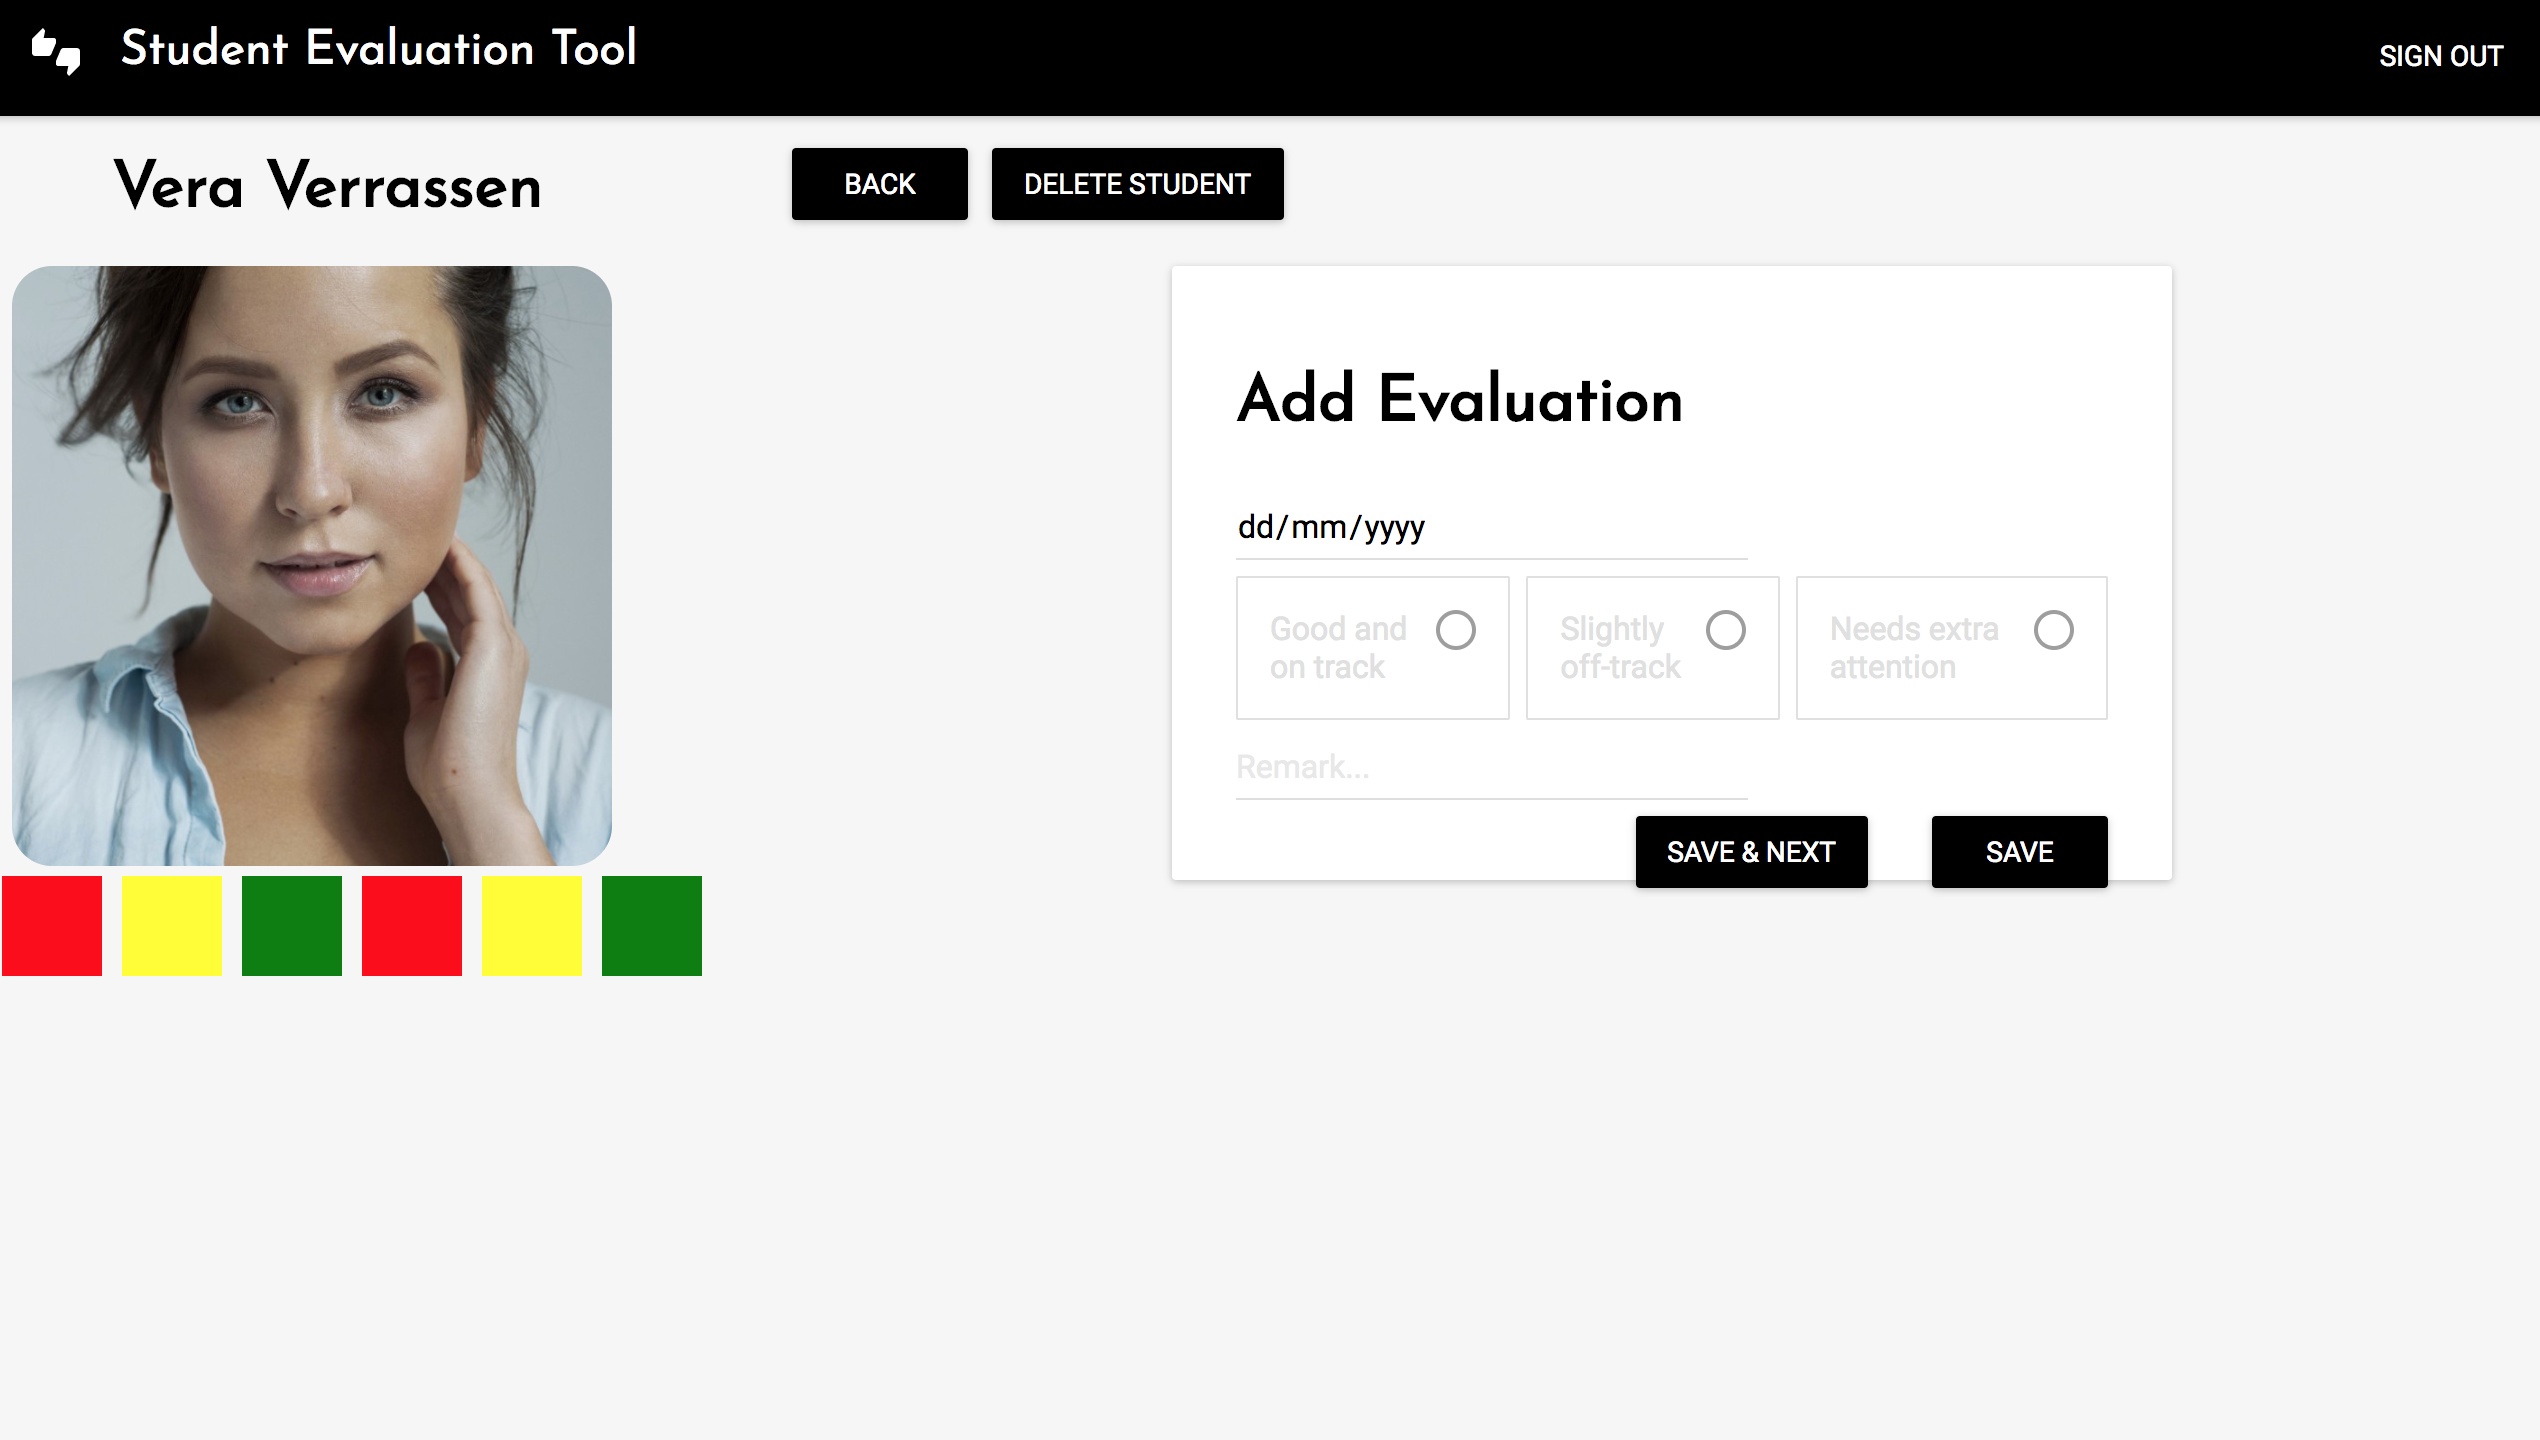 Student Evaluation Tool
SIGN OUT
Vera Verrassen
BACK
DELETE STUDENT
Add Evaluation
dd/mm/yyyy
Good and
on track
Slightly
off-track
Needs extra
attention
Remark...
SAVE & NEXT
SAVE